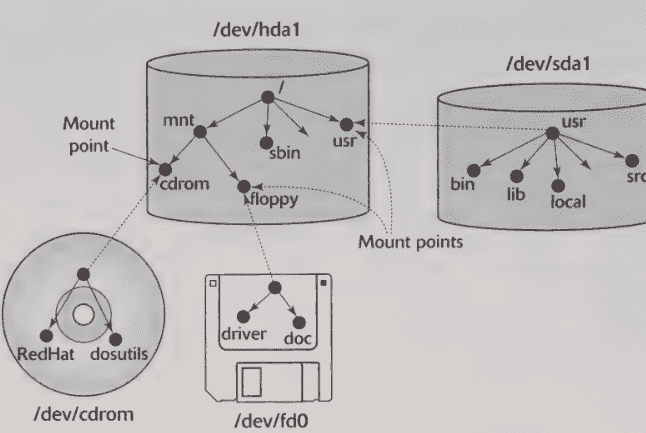 /dev/hda1
/dev/sda1
/
mnt
usr
Mount
point
sbin
usr
cdrom
floppy
bin
lib
local
src
Mount points
driver
doc
RedHat
dosutils
/dev/cdrom
/dev/fd0